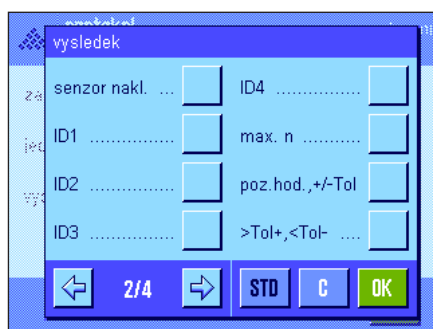 vysledek
senzor nakl. ...
ID1 ...............
ID2 ...............
ID3 ...............
ID4 ...............
max. n ...........
poz.hod.,+/-Tol
>Tol+,<Tol- ....
2/4
STD
C
OK